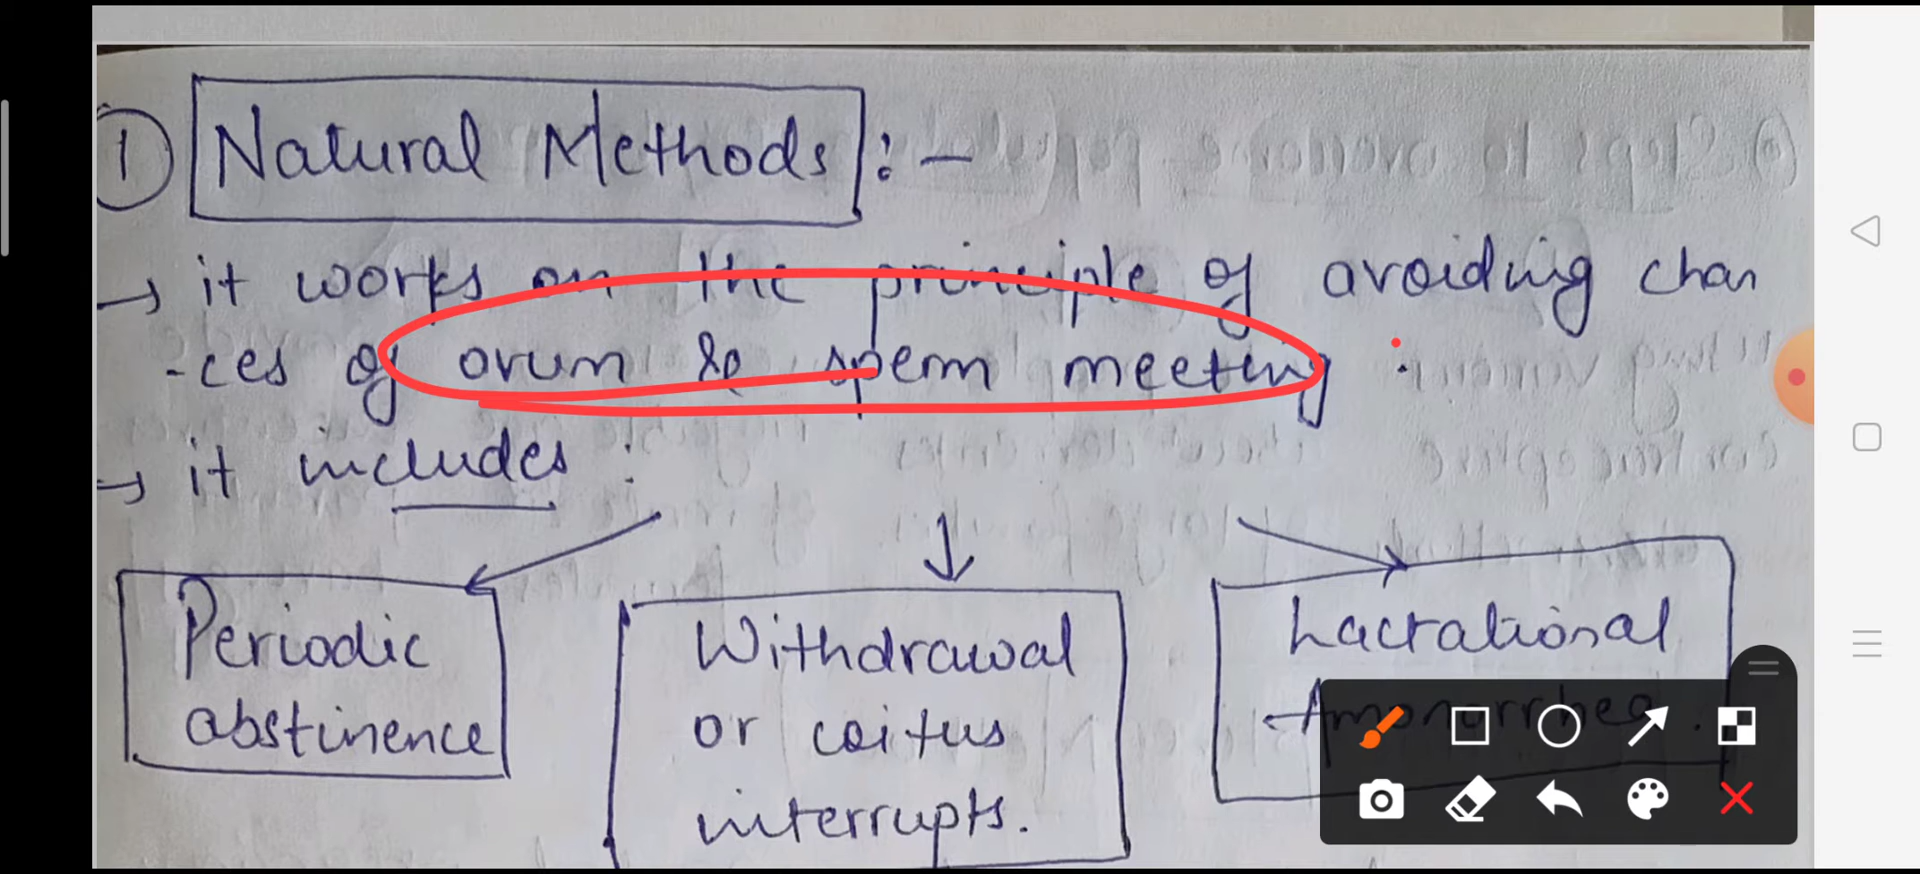 ① Natural Methods :-
→ it works on the principle of avoiding chan
-ces of ovum & sperm meeting .
→ it includes :
Periodic
abstinence
Withdrawal
or coitus
interrupts.
Lactational
Amonorrhea.